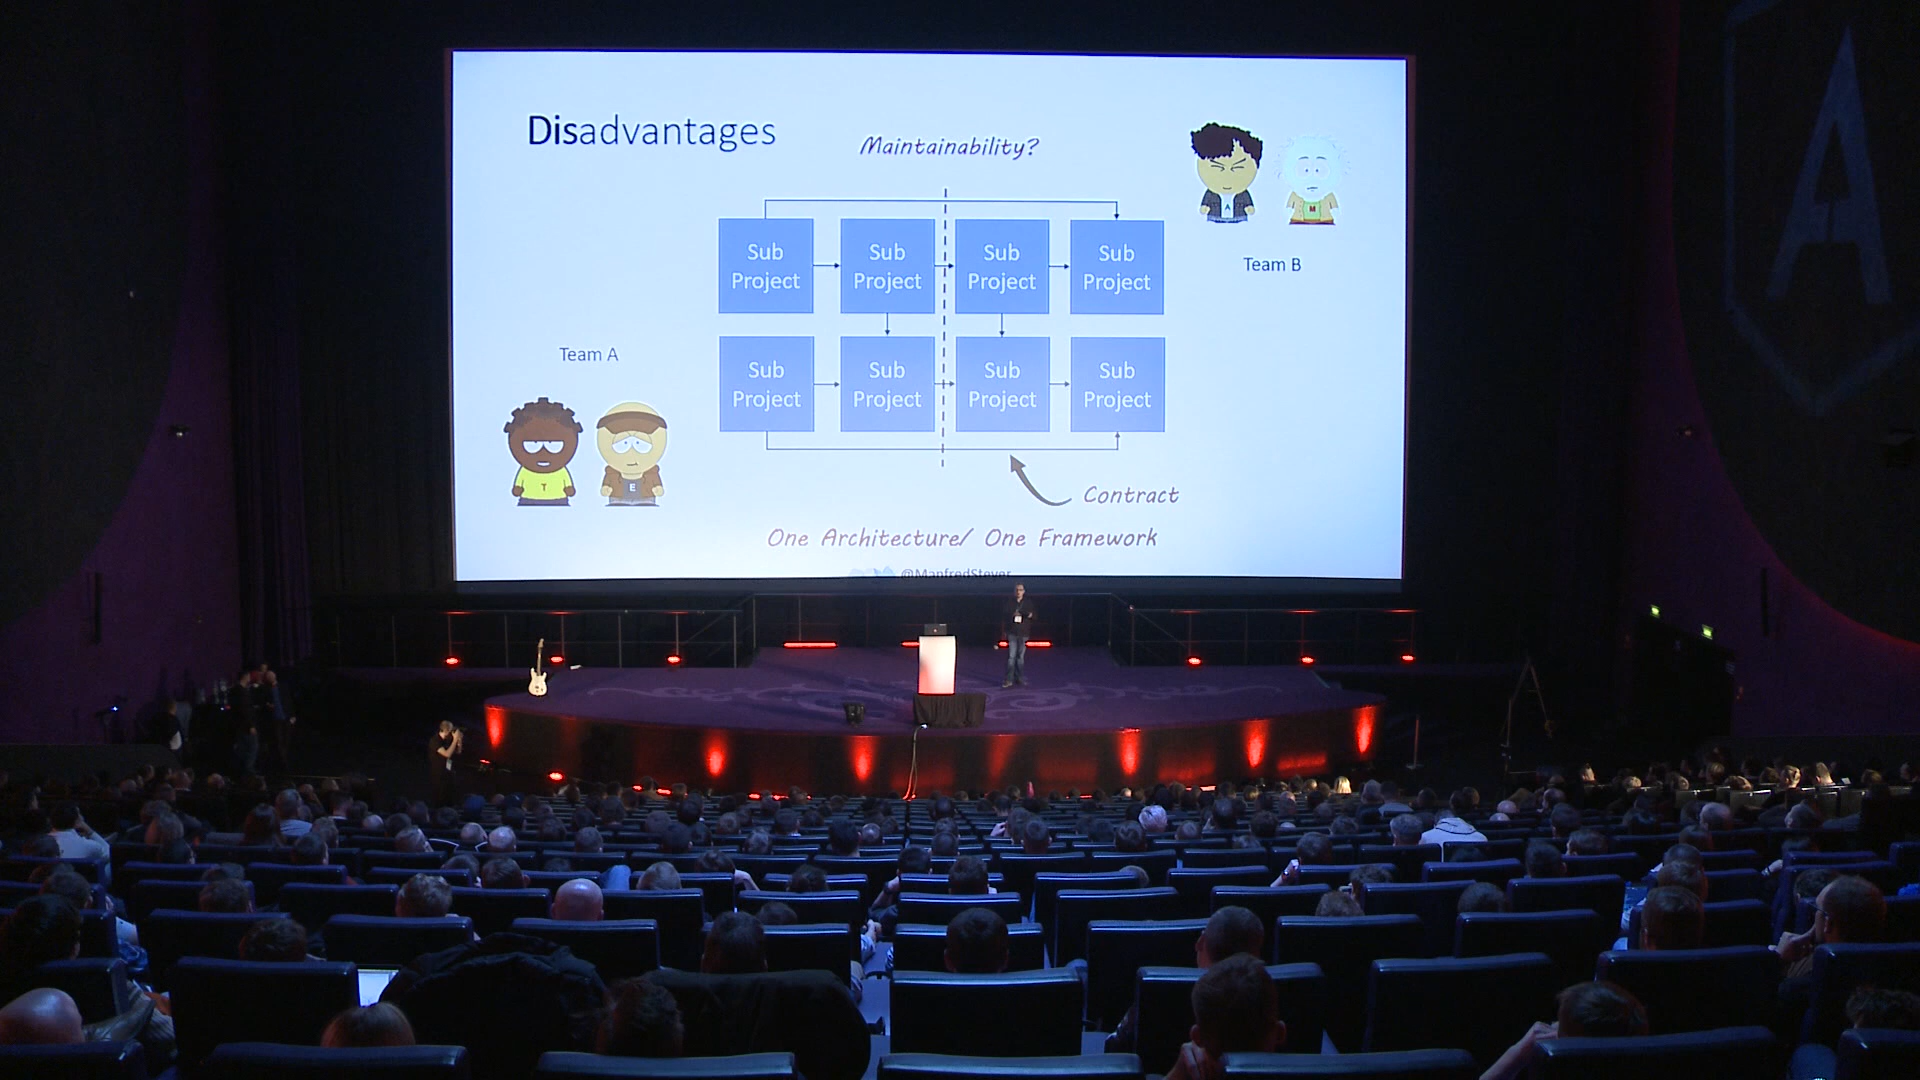 Disadvantages
Maintainability?
Team B
A
M
Sub Project
Sub Project
Sub Project
Sub Project
Team A
T
E
Sub Project
Sub Project
Sub Project
Sub Project
Contract
One Architecture/ One Framework
@ManfredSteyer
A